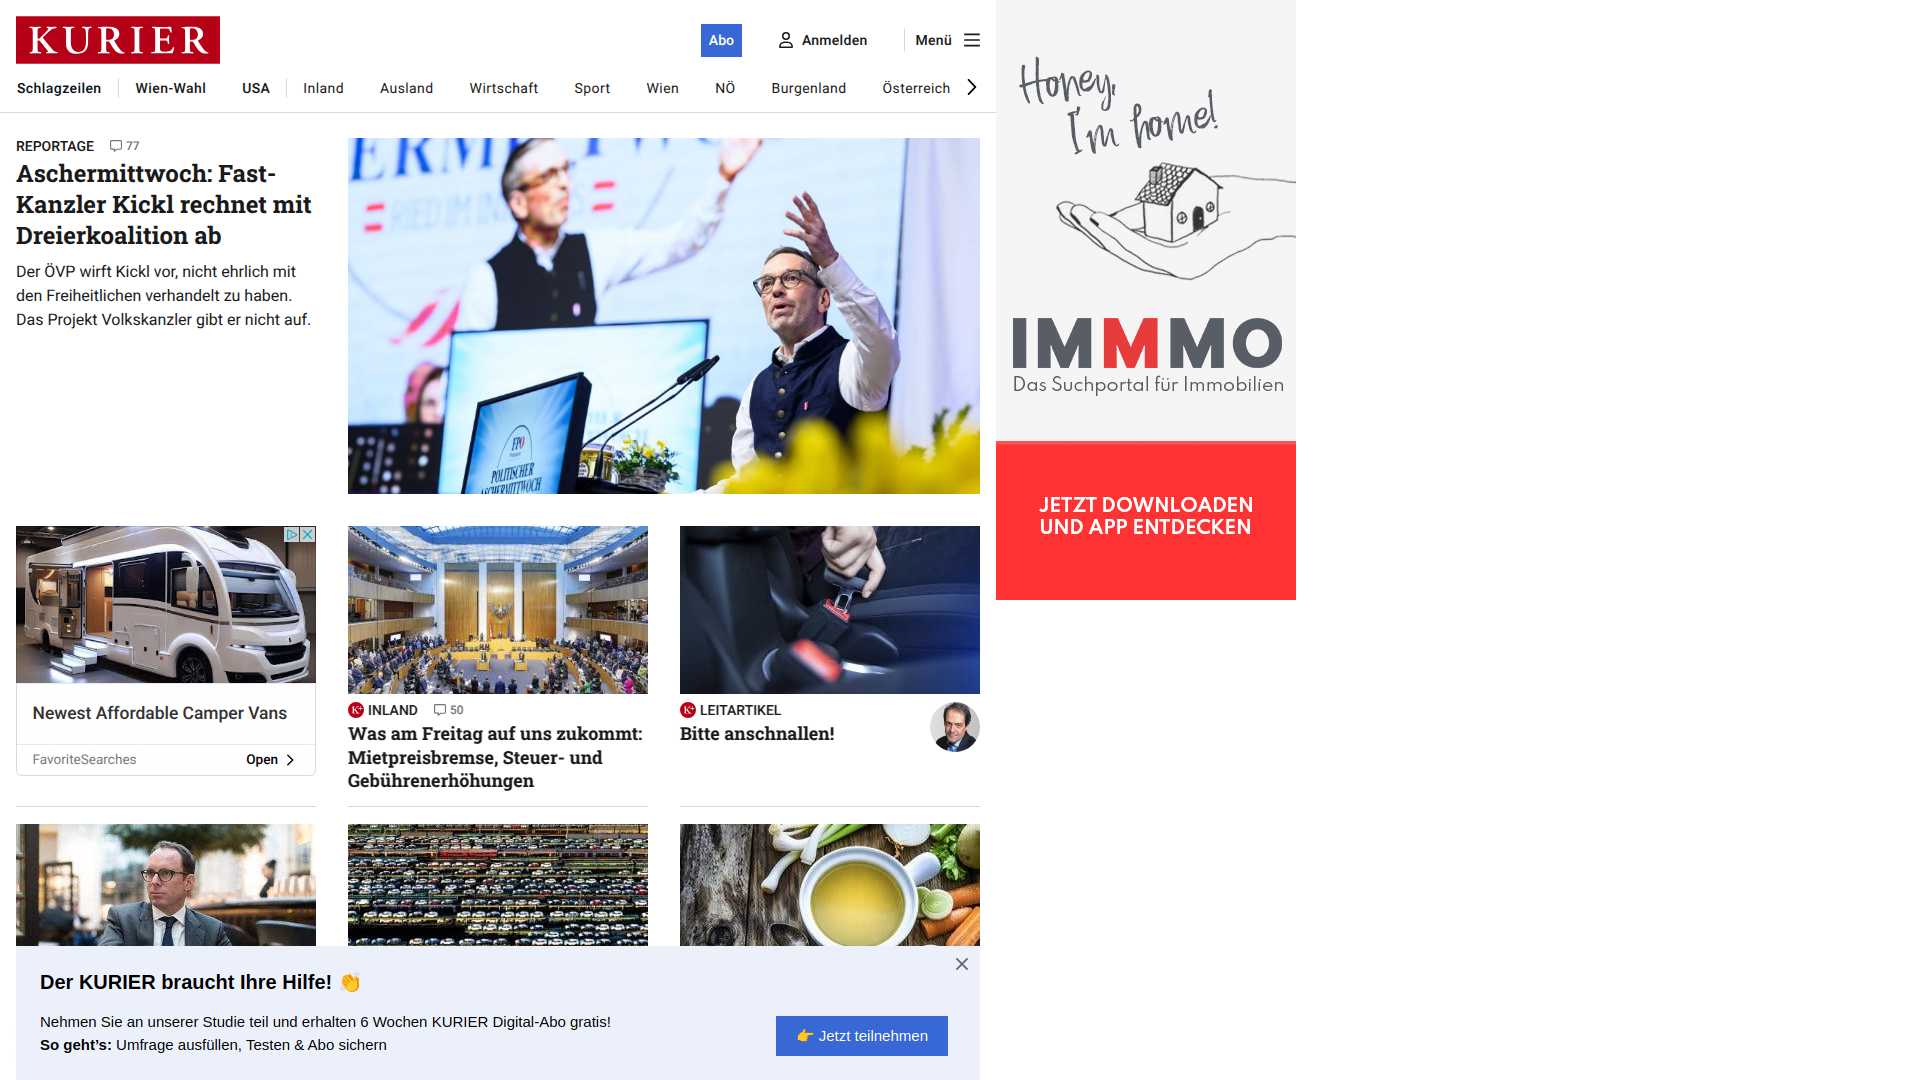 KURIER
Abo
Anmelden
Menü
Schlagzeilen
Wien-Wahl
USA
Inland
Ausland
Wirtschaft
Sport
Wien
NÖ
Burgenland
Österreich
REPORTAGE
77
Aschermittwoch: Fast-
Kanzler Kickl rechnet mit
Dreierkoalition ab
Der ÖVP wirft Kickl vor, nicht ehrlich mit
den Freiheitlichen verhandelt zu haben.
Das Projekt Volkskanzler gibt er nicht auf.
FPÖ
POLITISCHER
ASCHERMITTWOCH
Honey,
I'm home!
IMMMO
Das Suchportal für Immobilien
JETZT DOWNLOADEN
UND APP ENTDECKEN
Newest Affordable Camper Vans
FavoriteSearches
Open
K+ INLAND
50
Was am Freitag auf uns zukommt:
Mietpreisbremse, Steuer- und
Gebührenerhöhungen
K+ LEITARTIKEL
Bitte anschnallen!
Der KURIER braucht Ihre Hilfe! 👏
Nehmen Sie an unserer Studie teil und erhalten 6 Wochen KURIER Digital-Abo gratis!
So geht’s: Umfrage ausfüllen, Testen & Abo sichern
👉 Jetzt teilnehmen